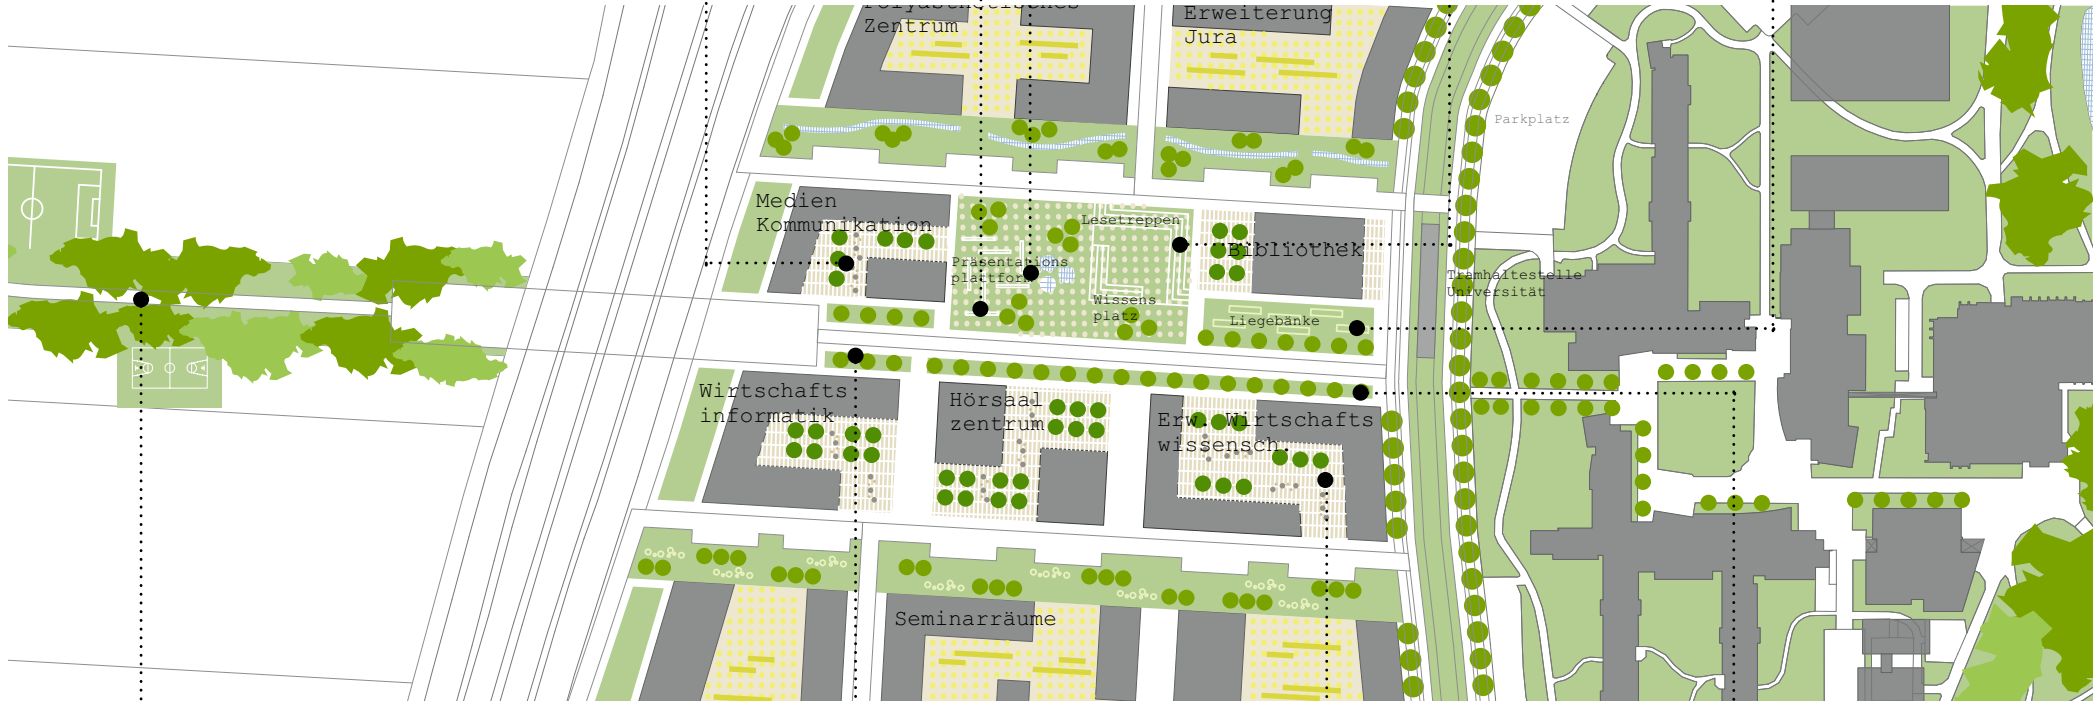 Polyästhetisches
Zentrum
Erweiterung
Jura
Parkplatz
Medien
Kommunikation
Lesetreppen
Bibliothek
Präsentations
plattform
Tramhaltestelle
Universität
Wissens
platz
Liegebänke
Wirtschafts
informatik
Hörsaal
zentrum
Erw. Wirtschafts
wissensch.
Seminarräume